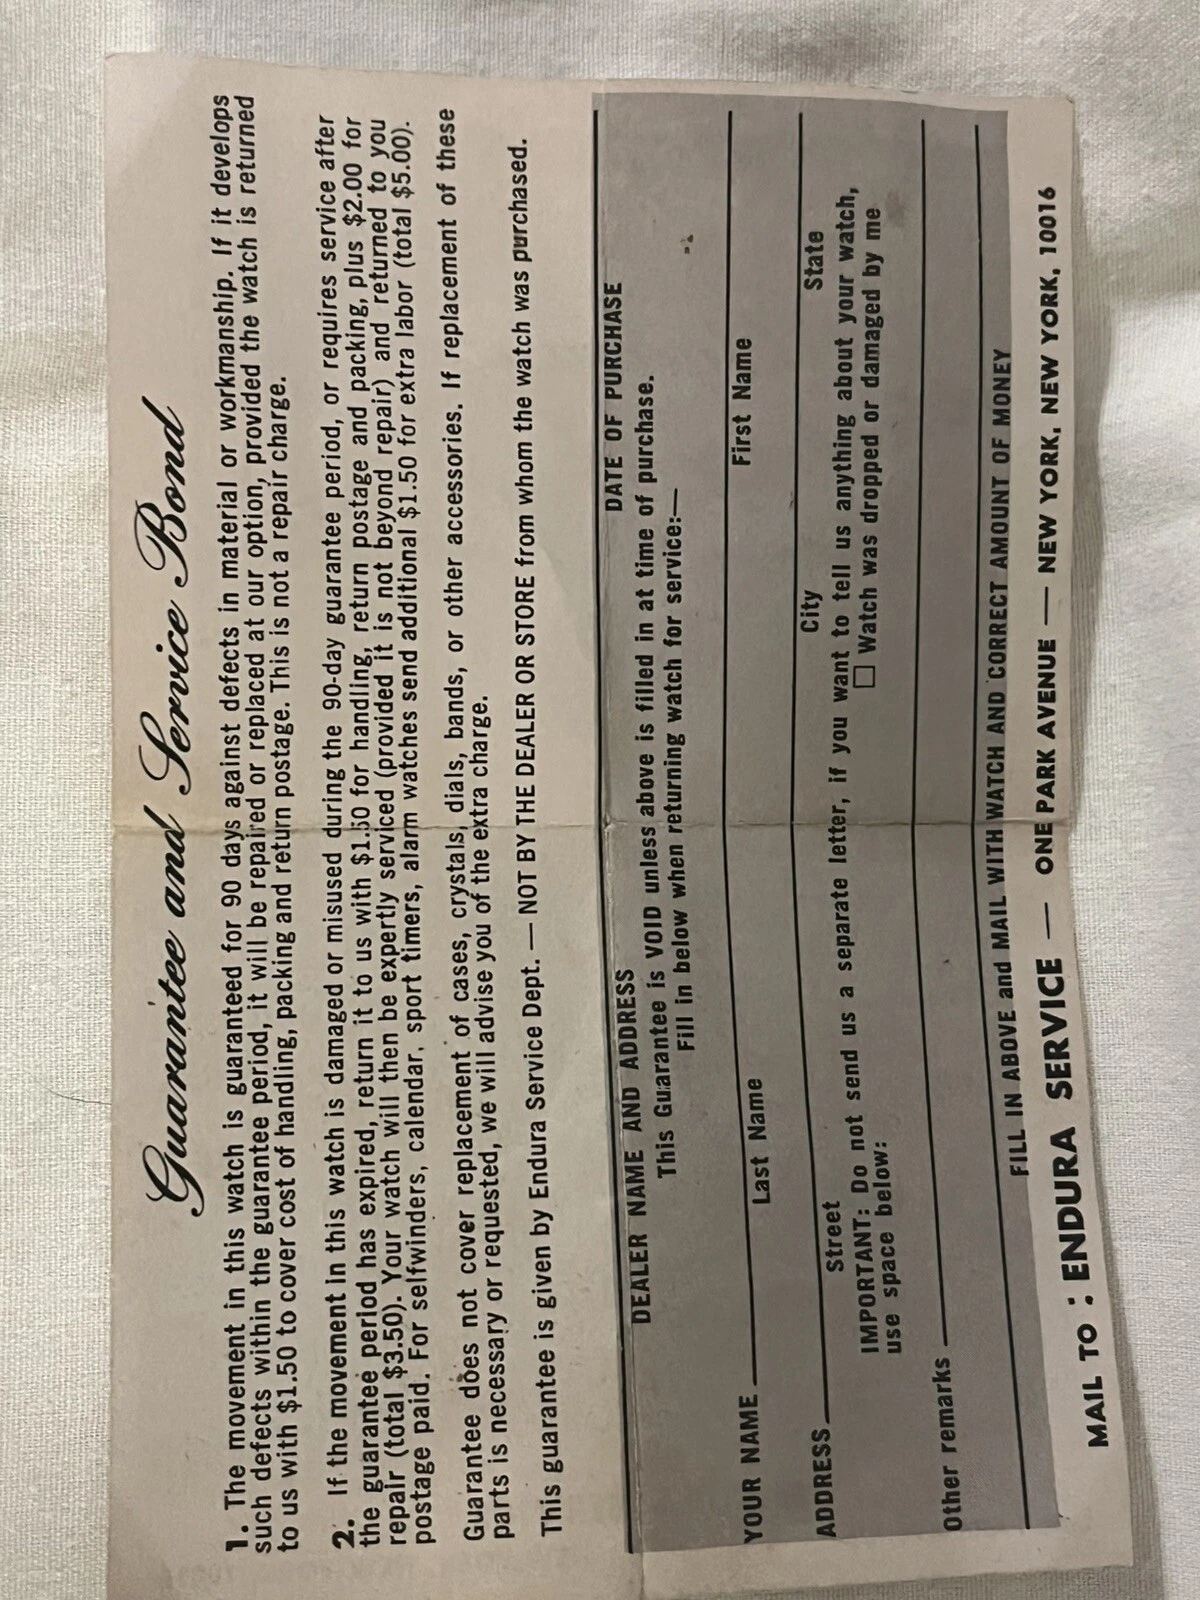 Guarantee and Service Bond
1. The movement in this watch is guaranteed for 90 days against defects in material or workmanship. If it develops
such defects within the guarantee period, it will be repaired or replaced at our option, provided the watch is returned
to us with $1.50 to cover cost of handling, packing and return postage. This is not a repair charge.
2. If the movement in this watch is damaged or misused during the 90-day guarantee period, or requires service after
the guarantee period has expired, return it to us with $1.50 for handling, return postage and packing, plus $2.00 for
repair (total $3.50). Your watch will then be expertly serviced (provided it is not beyond repair) and returned to you
postage paid. For selfwinders, calendar, sport timers, alarm watches send additional $1.50 for extra labor (total $5.00).
Guarantee does not cover replacement of cases, crystals, dials, bands, or other accessories. If replacement of these
parts is necessary or requested, we will advise you of the extra charge.
This guarantee is given by Endura Service Dept. — NOT BY THE DEALER OR STORE from whom the watch was purchased.
DEALER NAME AND ADDRESS DATE OF PURCHASE
This Guarantee is VOID unless above is filled in at time of purchase.
Fill in below when returning watch for service:—
YOUR NAME
Last Name First Name
ADDRESS
Street City State
IMPORTANT: Do not send us a separate letter, if you want to tell us anything about your watch,
use space below: □ Watch was dropped or damaged by me
Other remarks
FILL IN ABOVE and MAIL WITH WATCH AND CORRECT AMOUNT OF MONEY
MAIL TO : ENDURA SERVICE — ONE PARK AVENUE — NEW YORK, NEW YORK, 10016